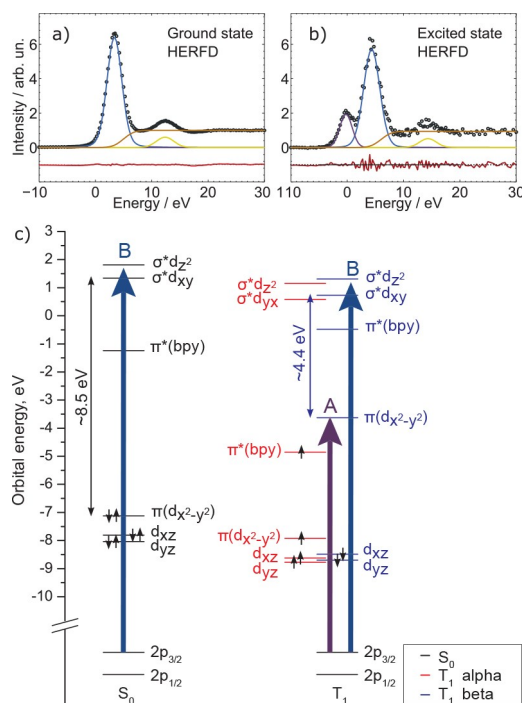 a)
Ground state
HERFD
b)
Excited state
HERFD
Intensity / arb. un.
6
4
2
0
−10 0 10 20 30
110 0 10 20 30
Energy / eV
Energy / eV
c)
Orbital energy, eV
3
2
1
0
-1
-2
-3
-4
-5
-6
-7
-8
-9
-10
B
σ*dz²
σ*dxy
π*(bpy)
~8.5 eV
π(dx²-y²)
dxz
dyz
2p3/2
2p1/2
S0
B
σ*dz²
σ*dyx
σ*dz²
σ*dxy
π*(bpy)
~4.4 eV
A
π(dx²-y²)
π*(bpy)
π(dx²-y²)
dxz
dyz
dxz
dyz
2p3/2
2p1/2
T1
S0
T1 alpha
T1 beta